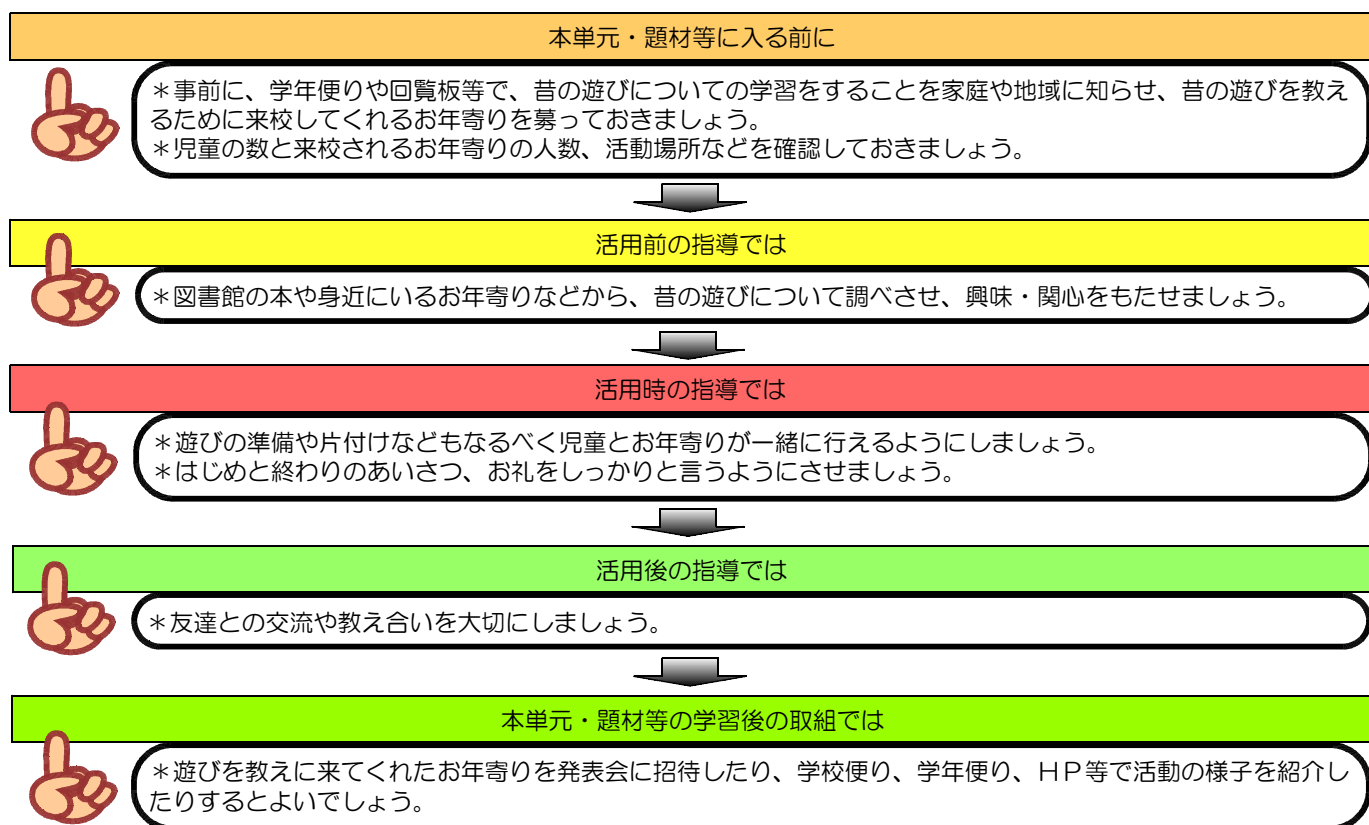 本単元・題材等に入る前に
＊事前に、学年便りや回覧板等で、昔の遊びについての学習をすることを家庭や地域に知らせ、昔の遊びを教え
るために来校してくれるお年寄りを募っておきましょう。
＊児童の数と来校されるお年寄りの人数、活動場所などを確認しておきましょう。
活用前の指導では
＊図書館の本や身近にいるお年寄りなどから、昔の遊びについて調べさせ、興味・関心をもたせましょう。
活用時の指導では
＊遊びの準備や片付けなどもなるべく児童とお年寄りが一緒に行えるようにしましょう。
＊はじめと終わりのあいさつ、お礼をしっかりと言うようにさせましょう。
活用後の指導では
＊友達との交流や教え合いを大切にしましょう。
本単元・題材等の学習後の取組では
＊遊びを教えに来てくれたお年寄りを発表会に招待したり、学校便り、学年便り、ＨＰ等で活動の様子を紹介し
たりするとよいでしょう。